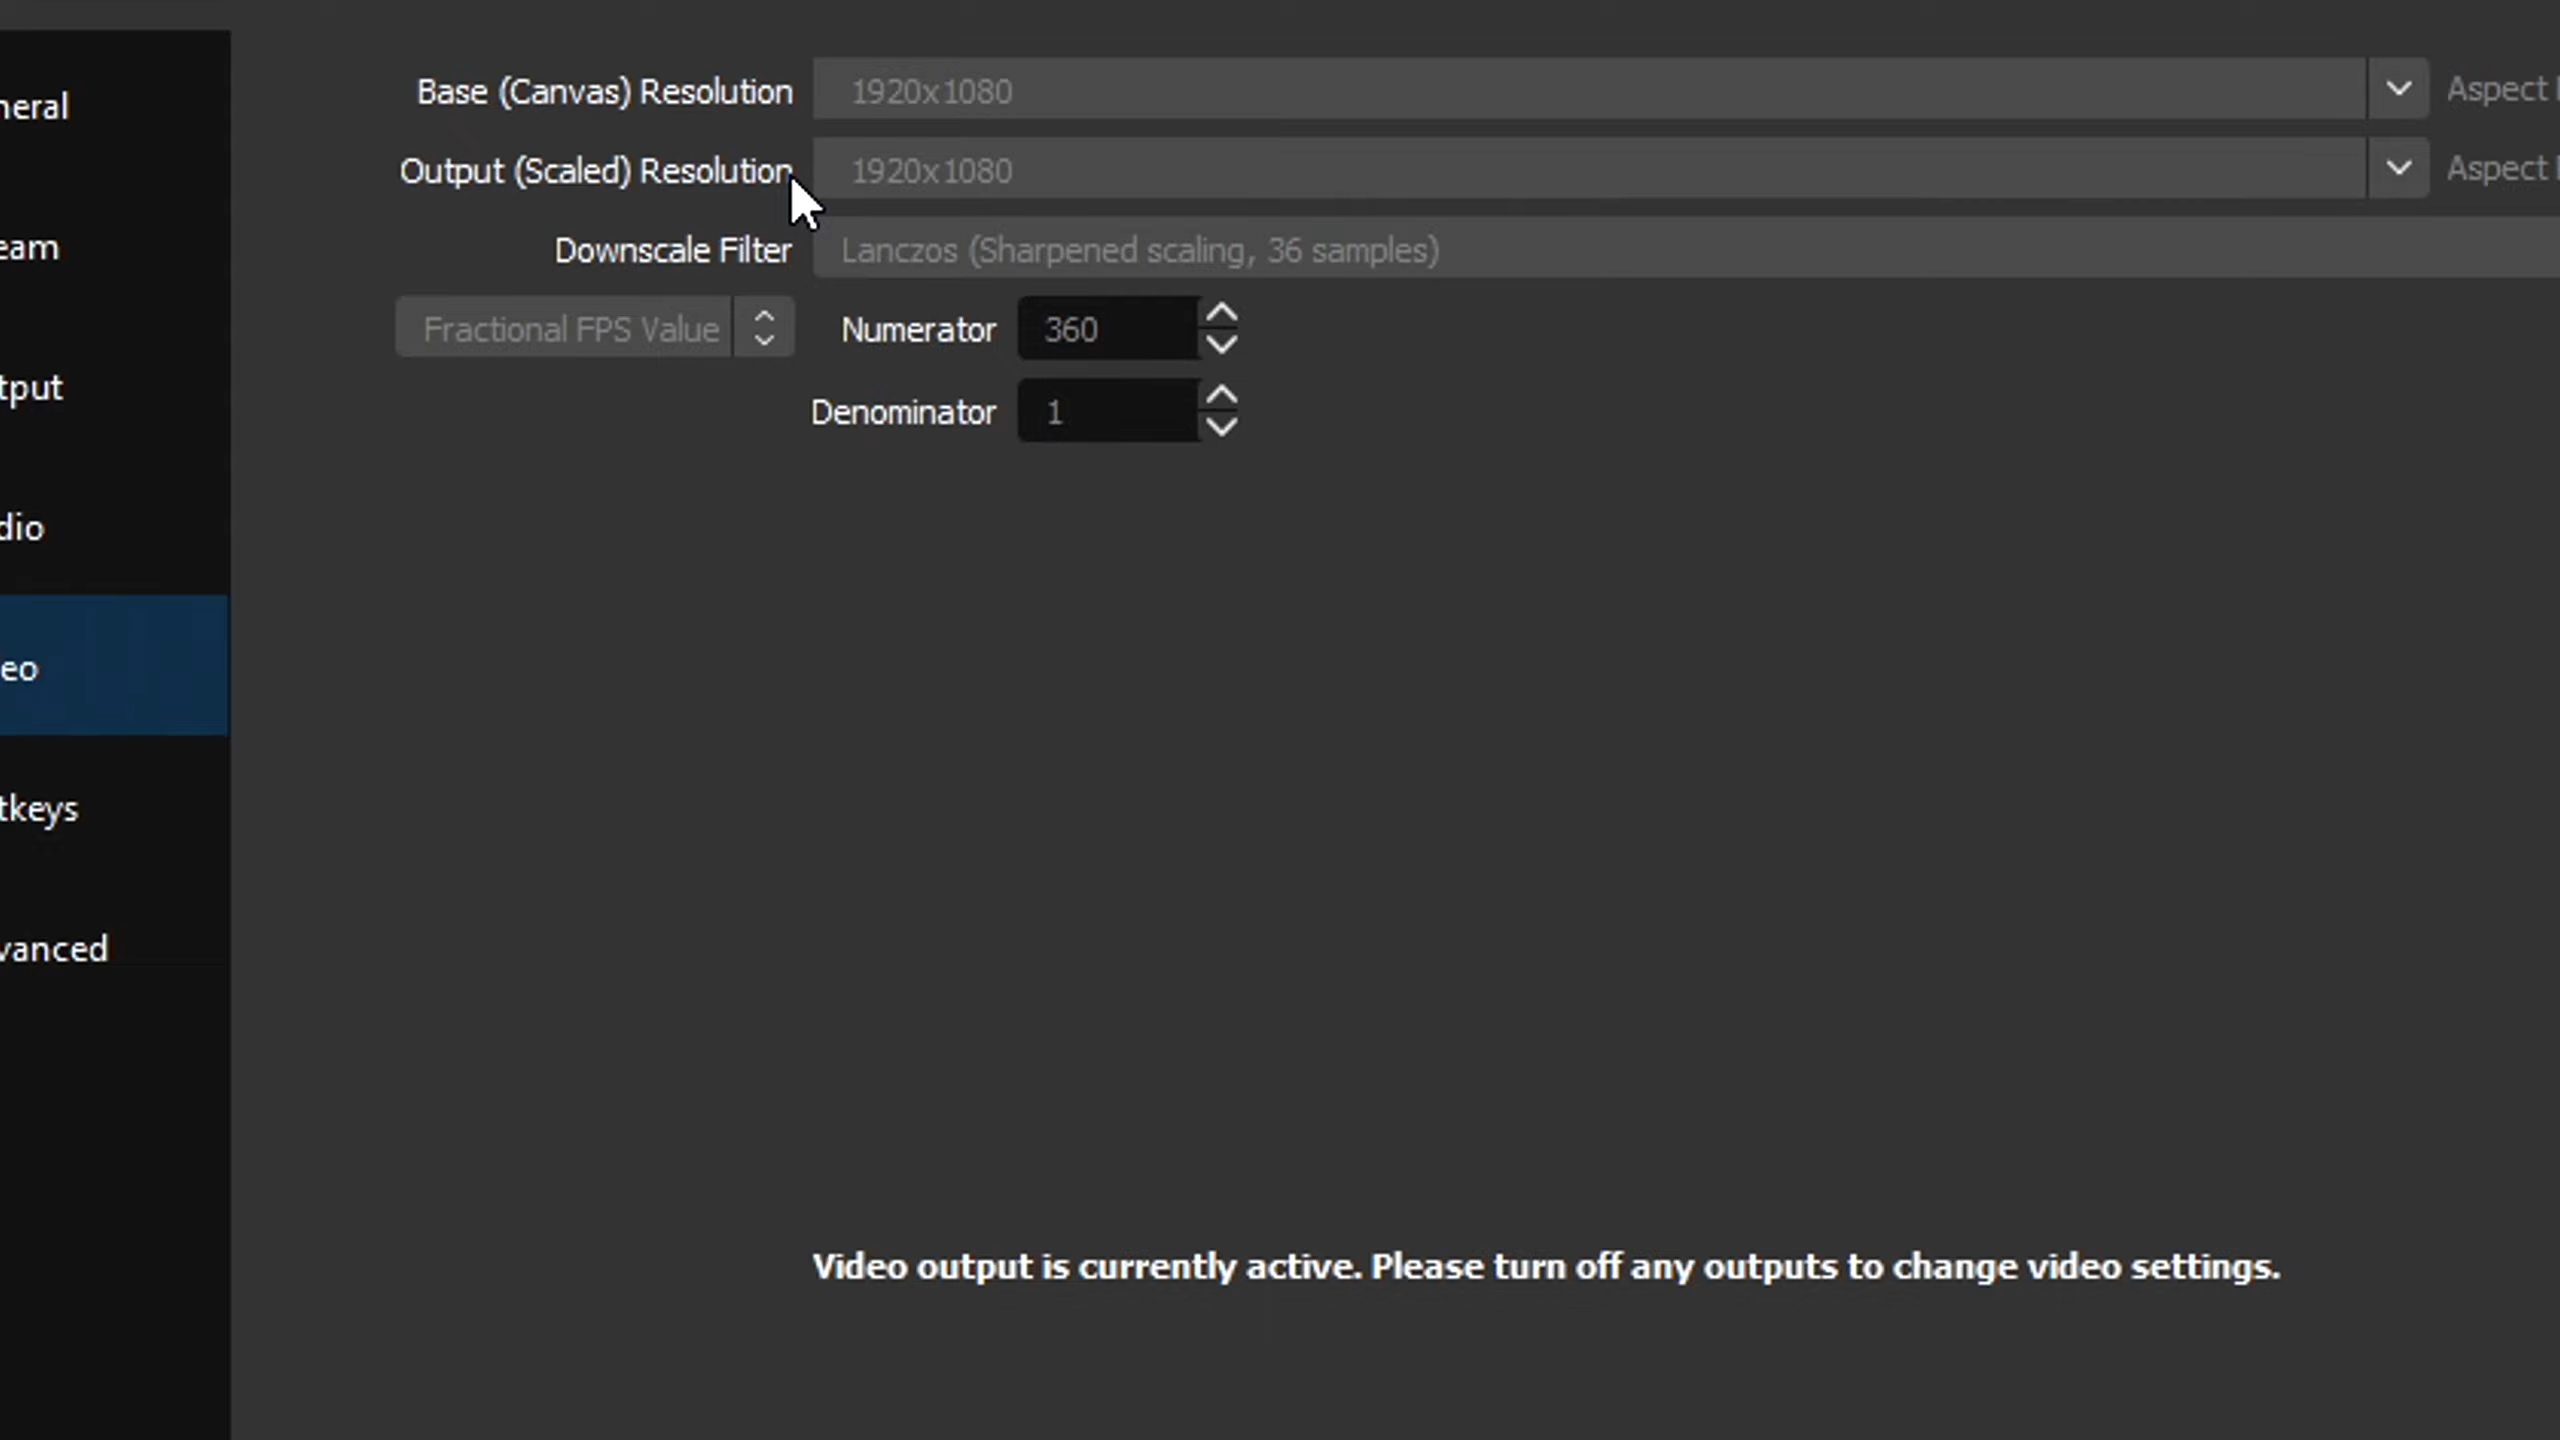 Base (Canvas) Resolution 1920x1080 Aspect
neral
Output (Scaled) Resolution 1920x1080 Aspect
eam
Downscale Filter Lanczos (Sharpened scaling, 36 samples)
Fractional FPS Value Numerator 360
tput
Denominator 1
dio
eo
tkeys
vanced
Video output is currently active. Please turn off any outputs to change video settings.